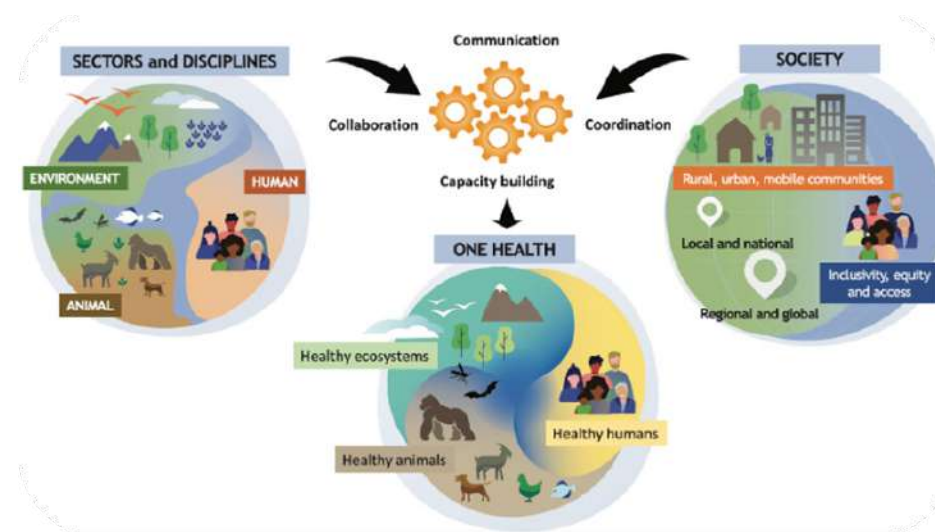 SECTORS and DISCIPLINES
ENVIRONMENT
HUMAN
ANIMAL
Communication
Collaboration
Coordination
Capacity building
SOCIETY
Rural, urban, mobile communities
Local and national
Inclusivity, equity
and access
Regional and global
ONE HEALTH
Healthy ecosystems
Healthy humans
Healthy animals